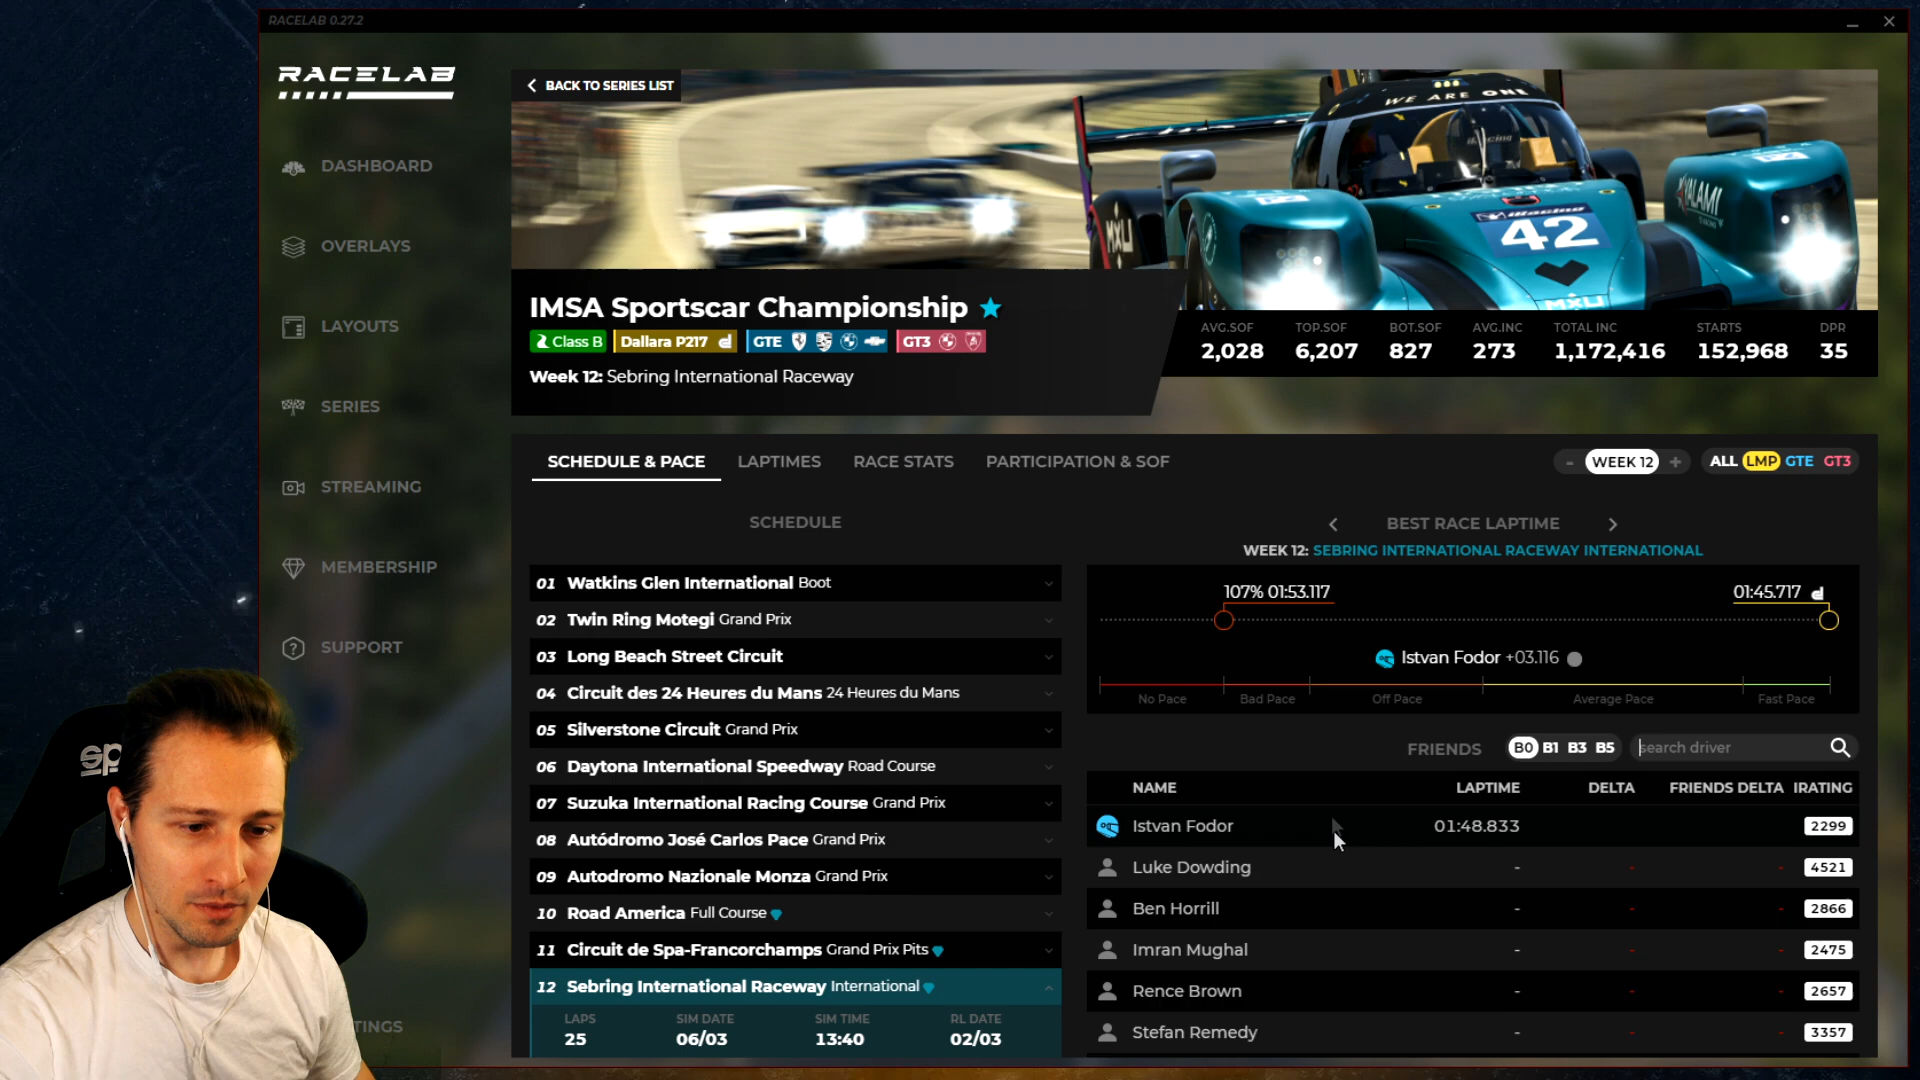 RACELAB 0.27.2
RACELAB
BACK TO SERIES LIST
DASHBOARD
OVERLAYS
LAYOUTS
SERIES
STREAMING
MEMBERSHIP
SUPPORT
TINGS
sp
WE ARE ONE
iRacing
42
MXLI
MXLI
KYALAMI
IMSA Sportscar Championship
Class B
Dallara P217
GTE
GT3
Week 12: Sebring International Raceway
AVG.SOF TOP.SOF BOT.SOF AVG.INC TOTAL INC STARTS DPR
2,028 6,207 827 273 1,172,416 152,968 35
SCHEDULE & PACE LAPTIMES RACE STATS PARTICIPATION & SOF
- WEEK 12 + ALL LMP GTE GT3
SCHEDULE
01 Watkins Glen International Boot
02 Twin Ring Motegi Grand Prix
03 Long Beach Street Circuit
04 Circuit des 24 Heures du Mans 24 Heures du Mans
05 Silverstone Circuit Grand Prix
06 Daytona International Speedway Road Course
07 Suzuka International Racing Course Grand Prix
08 Autódromo José Carlos Pace Grand Prix
09 Autodromo Nazionale Monza Grand Prix
10 Road America Full Course
11 Circuit de Spa-Francorchamps Grand Prix Pits
12 Sebring International Raceway International
LAPS SIM DATE SIM TIME RL DATE
25 06/03 13:40 02/03
BEST RACE LAPTIME
WEEK 12: SEBRING INTERNATIONAL RACEWAY INTERNATIONAL
107% 01:53.117
01:45.717
Istvan Fodor +03.116
No Pace Bad Pace Off Pace Average Pace Fast Pace
FRIENDS B0 B1 B3 B5 search driver
NAME LAPTIME DELTA FRIENDS DELTA IRATING
Istvan Fodor 01:48.833 2299
Luke Dowding - - - 4521
Ben Horrill - - - 2866
Imran Mughal - - - 2475
Rence Brown - - - 2657
Stefan Remedy - - - 3357